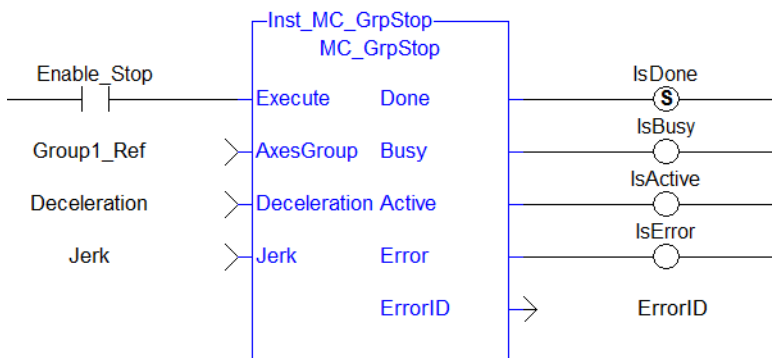 Inst_MC_GrpStop
MC_GrpStop
Enable_Stop IsDone
Execute Done S
IsBusy
Group1_Ref AxesGroup Busy
IsActive
Deceleration Deceleration Active
IsError
Jerk Jerk Error
ErrorID ErrorID